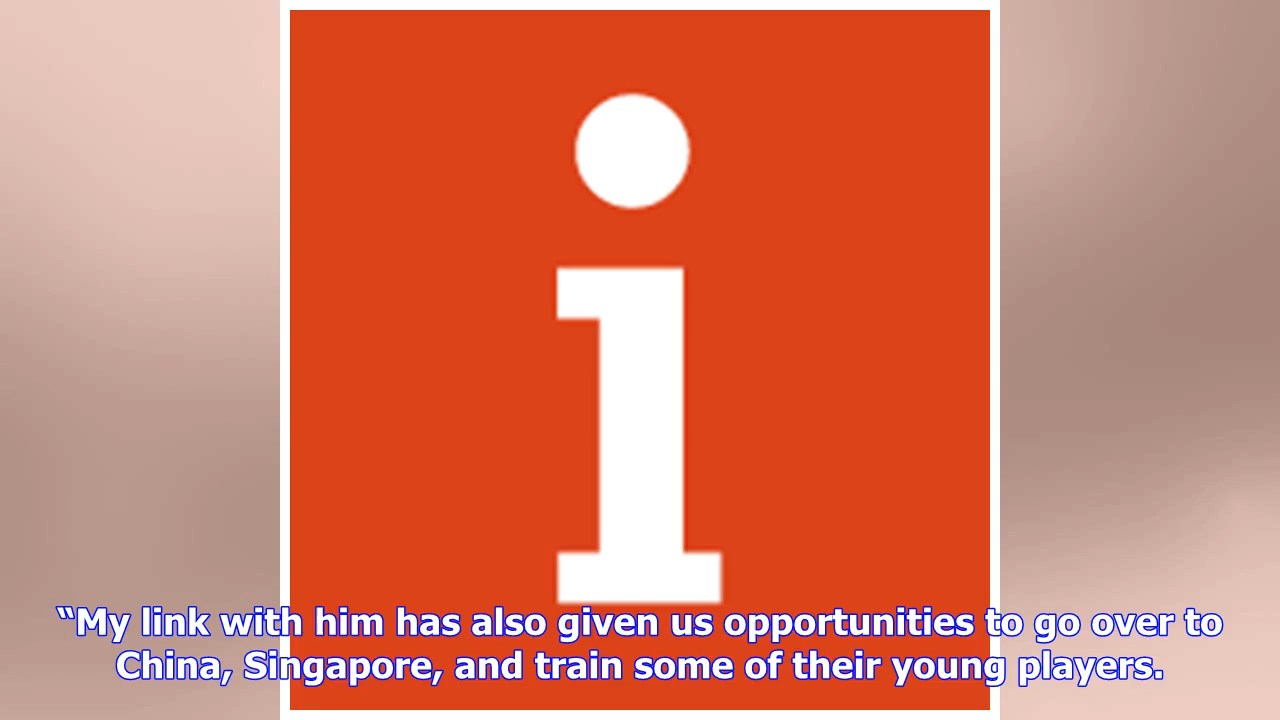 i
“My link with him has also given us opportunities to go over to
China, Singapore, and train some of their young players.